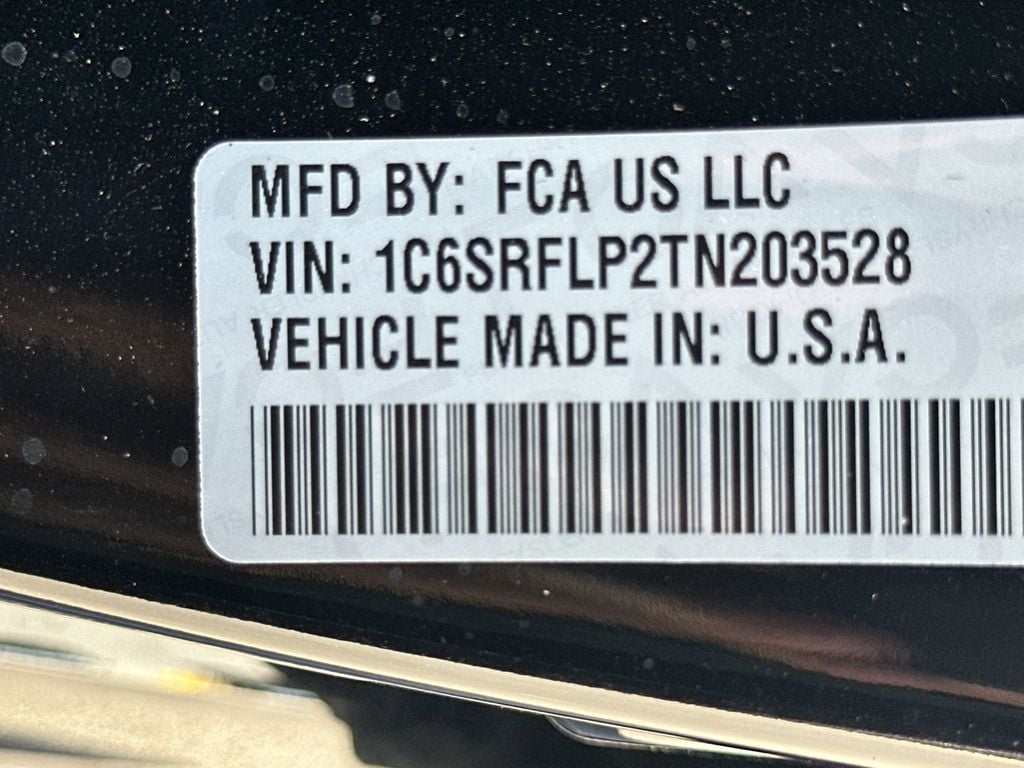 MFD BY: FCA US LLC
VIN: 1C6SRFLP2TN203528
VEHICLE MADE IN: U.S.A.